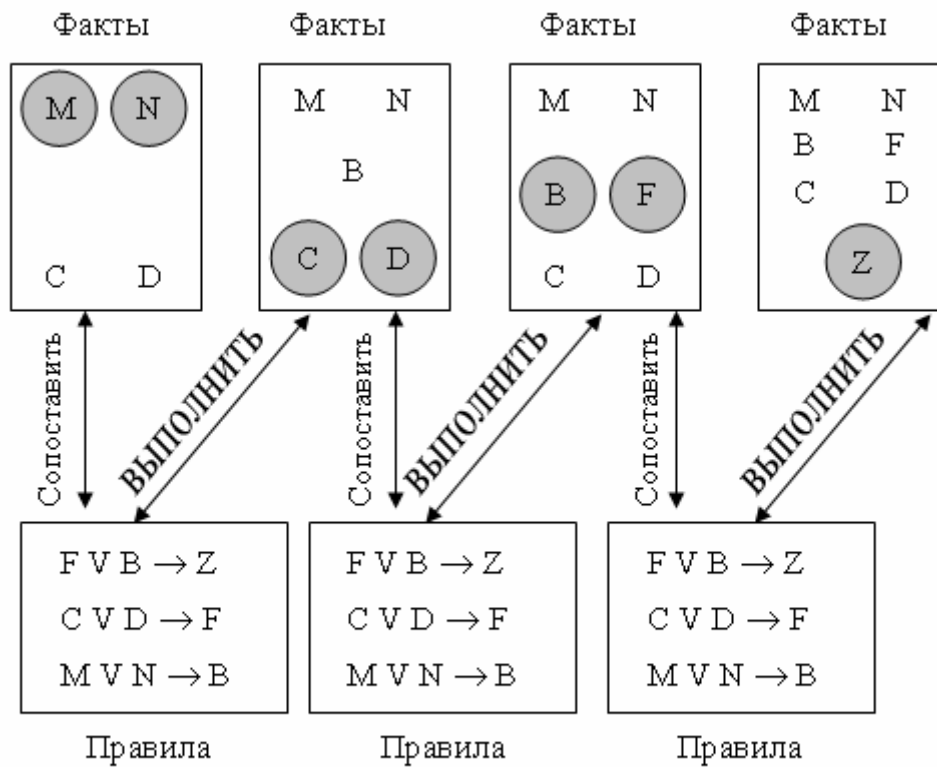 Факты Факты Факты Факты
M N M N M N M N
B F
B
B F
C D
C D
Z
C D C D
Сопоставить ВЫПОЛНИТЬ Сопоставить ВЫПОЛНИТЬ Сопоставить ВЫПОЛНИТЬ
F V B → Z F V B → Z F V B → Z
C V D → F C V D → F C V D → F
M V N → B M V N → B M V N → B
Правила Правила Правила